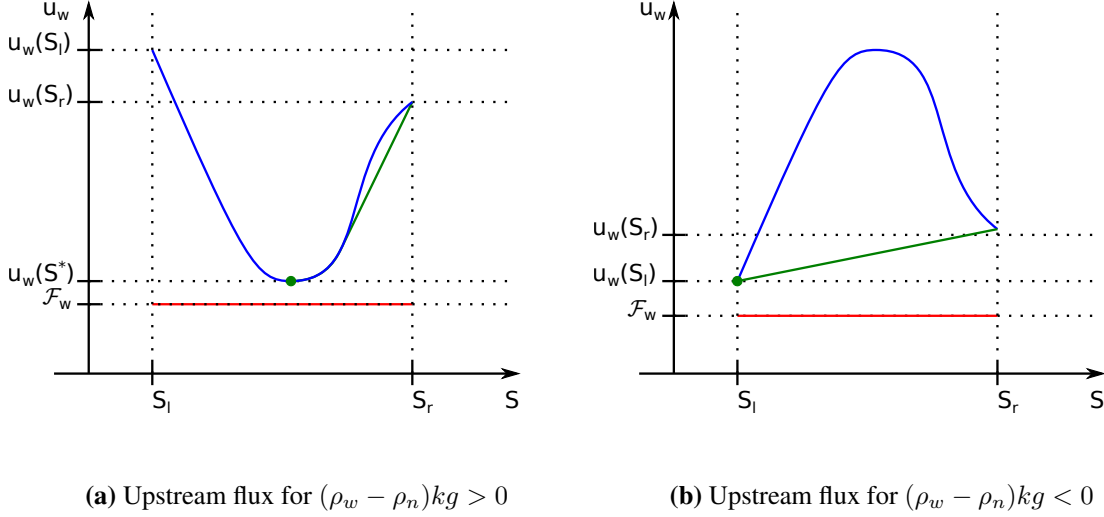 u_w
u_w(S_l)
u_w(S_r)
u_w(S*)
ℱ_w
S_l
S_r
S
u_w
u_w(S_r)
u_w(S_l)
ℱ_w
S_l
S_r
S
(a) Upstream flux for (ρ_w − ρ_n)kg > 0
(b) Upstream flux for (ρ_w − ρ_n)kg < 0